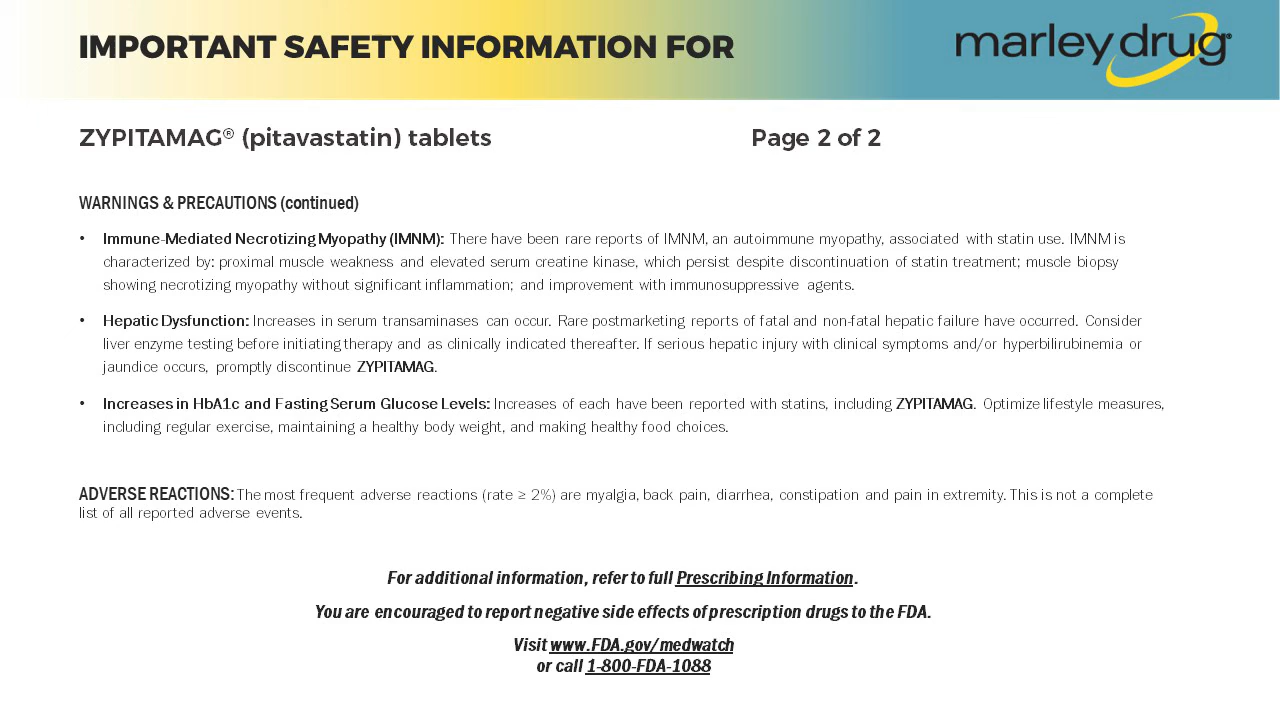 IMPORTANT SAFETY INFORMATION FOR
marley drug®
ZYPITAMAG® (pitavastatin) tablets
Page 2 of 2
WARNINGS & PRECAUTIONS (continued)
• Immune-Mediated Necrotizing Myopathy (IMNM): There have been rare reports of IMNM, an autoimmune myopathy, associated with statin use. IMNM is
characterized by: proximal muscle weakness and elevated serum creatine kinase, which persist despite discontinuation of statin treatment; muscle biopsy
showing necrotizing myopathy without significant inflammation; and improvement with immunosuppressive agents.
• Hepatic Dysfunction: Increases in serum transaminases can occur. Rare postmarketing reports of fatal and non-fatal hepatic failure have occurred. Consider
liver enzyme testing before initiating therapy and as clinically indicated thereafter. If serious hepatic injury with clinical symptoms and/or hyperbilirubinemia or
jaundice occurs, promptly discontinue ZYPITAMAG.
• Increases in HbA1c and Fasting Serum Glucose Levels: Increases of each have been reported with statins, including ZYPITAMAG. Optimize lifestyle measures,
including regular exercise, maintaining a healthy body weight, and making healthy food choices.
ADVERSE REACTIONS: The most frequent adverse reactions (rate ≥ 2%) are myalgia, back pain, diarrhea, constipation and pain in extremity. This is not a complete
list of all reported adverse events.
For additional information, refer to full Prescribing Information.
You are encouraged to report negative side effects of prescription drugs to the FDA.
Visit www.FDA.gov/medwatch
or call 1-800-FDA-1088